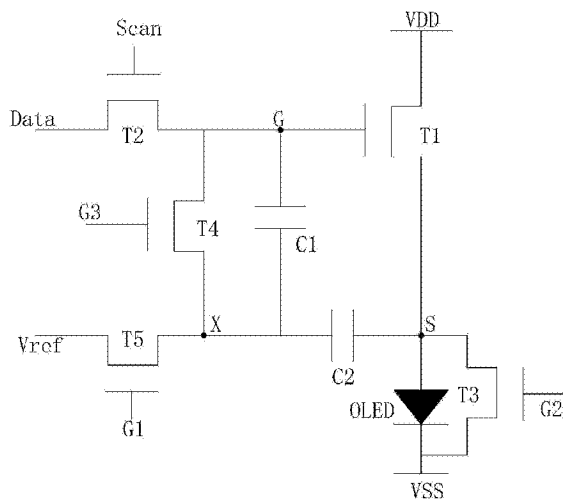 Scan
VDD
Data
T2
G
T1
G3
T4
C1
T5
X
S
Vref
C2
T3
OLED
G1
G2
VSS